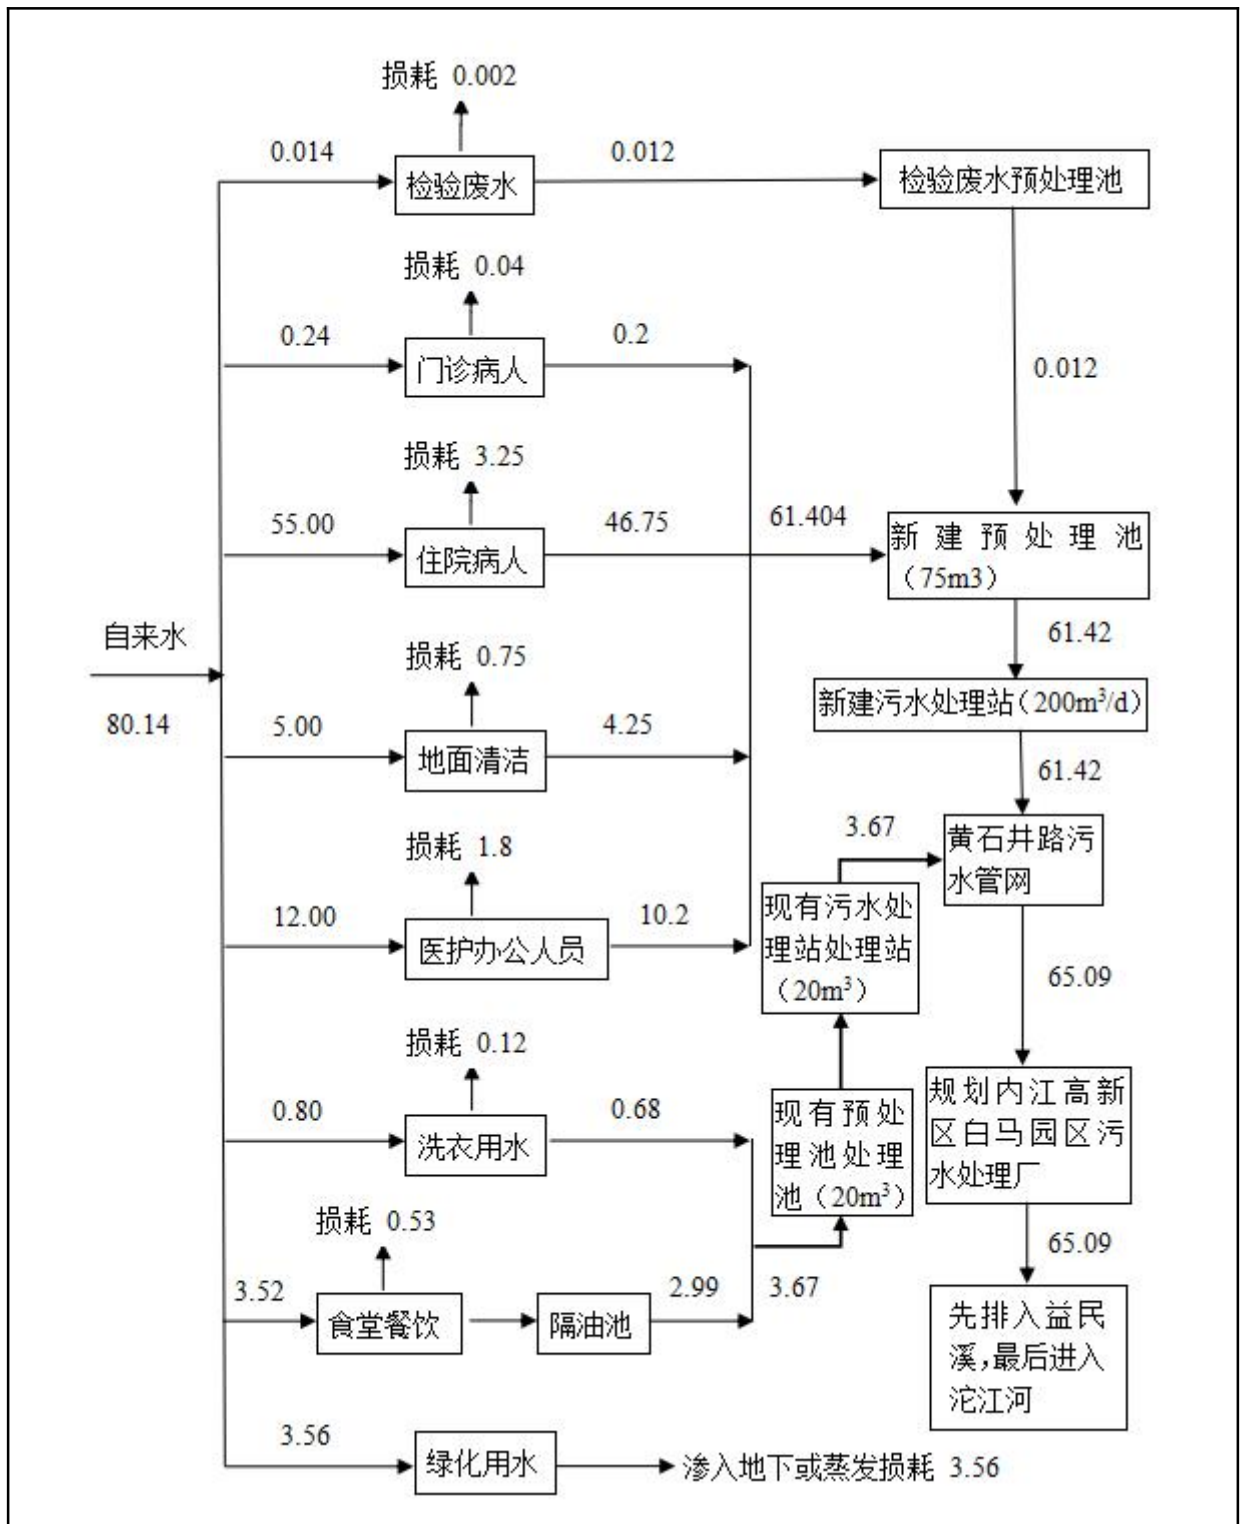 损耗 0.002
0.014
检验废水
0.012
检验废水预处理池
损耗 0.04
0.24
门诊病人
0.2
0.012
损耗 3.25
55.00
住院病人
46.75
61.404
新建预处理池
（75m3）
61.42
自来水
80.14
损耗 0.75
5.00
地面清洁
4.25
新建污水处理站（200m³/d）
61.42
损耗 1.8
12.00
医护办公人员
10.2
3.67
黄石井路污
水管网
现有污水处
理站处理站
（20m³）
65.09
损耗 0.12
0.80
洗衣用水
0.68
现有预处
理池处理
池（20m³）
规划内江高新
区白马园区污
水处理厂
损耗 0.53
3.52
食堂餐饮
隔油池
2.99
3.67
65.09
先排入益民
溪,最后进入
沱江河
3.56
绿化用水
渗入地下或蒸发损耗 3.56